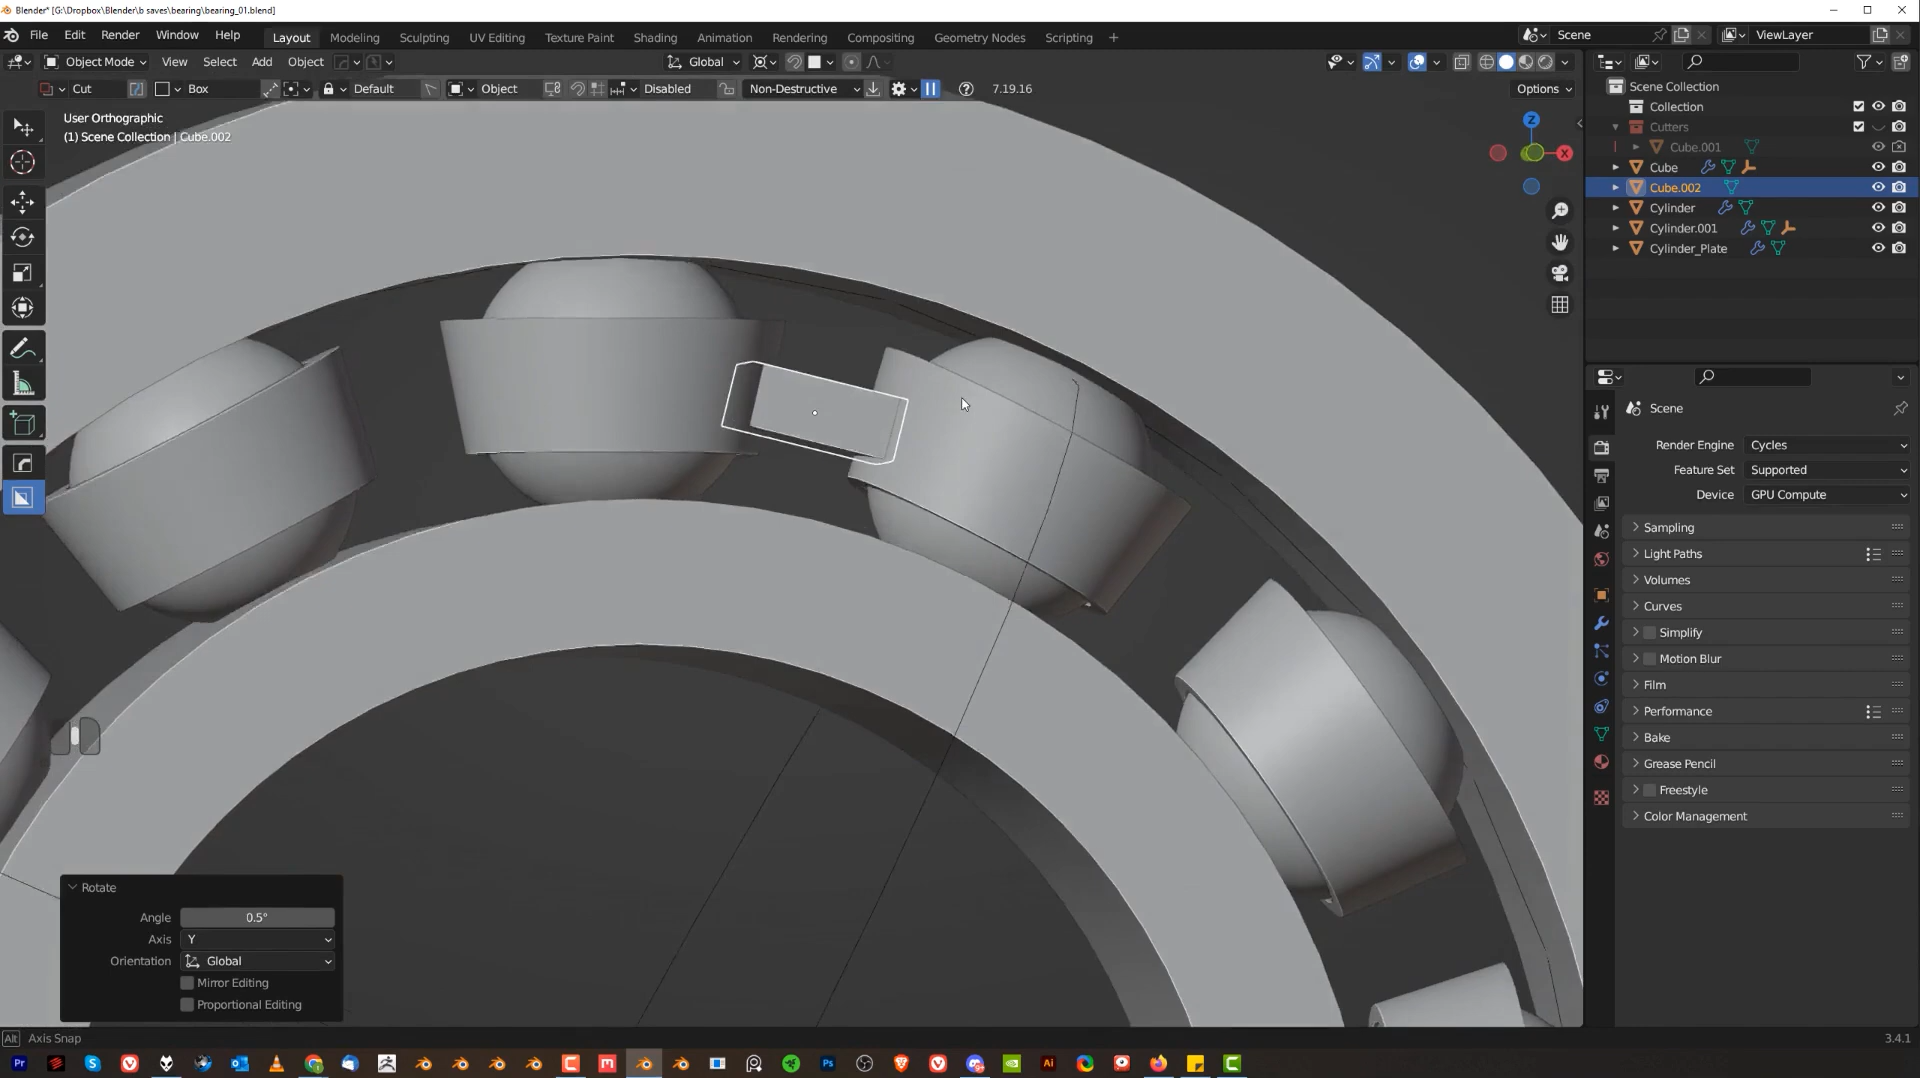 Blender* [G:\Dropbox\Blender\b saves\bearing\bearing_01.blend]
File Edit Render Window Help
Layout Modeling Sculpting UV Editing Texture Paint Shading Animation Rendering Compositing Geometry Nodes Scripting +
Scene ViewLayer
Object Mode View Select Add Object Global
Cut Box Default Object Disabled Non-Destructive 7.19.16 Options
User Orthographic
(1) Scene Collection | Cube.002
Z
X
Scene Collection
Collection
Cutters
Cube.001
Cube
Cube.002
Cylinder
Cylinder.001
Cylinder_Plate
Scene
Render Engine Cycles
Feature Set Supported
Device GPU Compute
Sampling
Light Paths
Volumes
Curves
Simplify
Motion Blur
Film
Performance
Bake
Grease Pencil
Freestyle
Color Management
Rotate
Angle 0.5°
Axis Y
Orientation Global
Mirror Editing
Proportional Editing
Alt Axis Snap
3.4.1
Pr
Ps
Ai